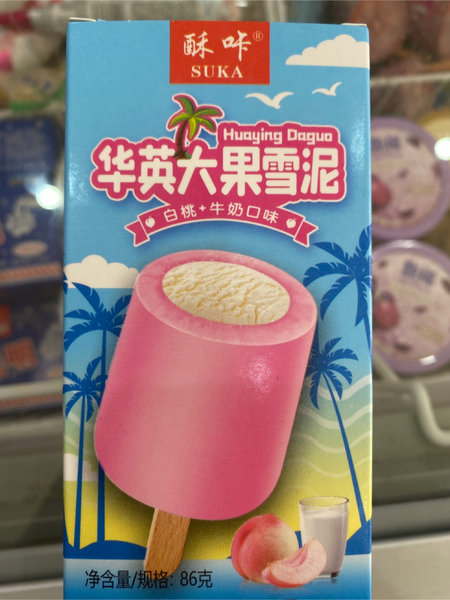 酥咔®
SUKA
Huaying Daguo
华英大果雪泥
白桃+牛奶口味
净含量/规格: 86克